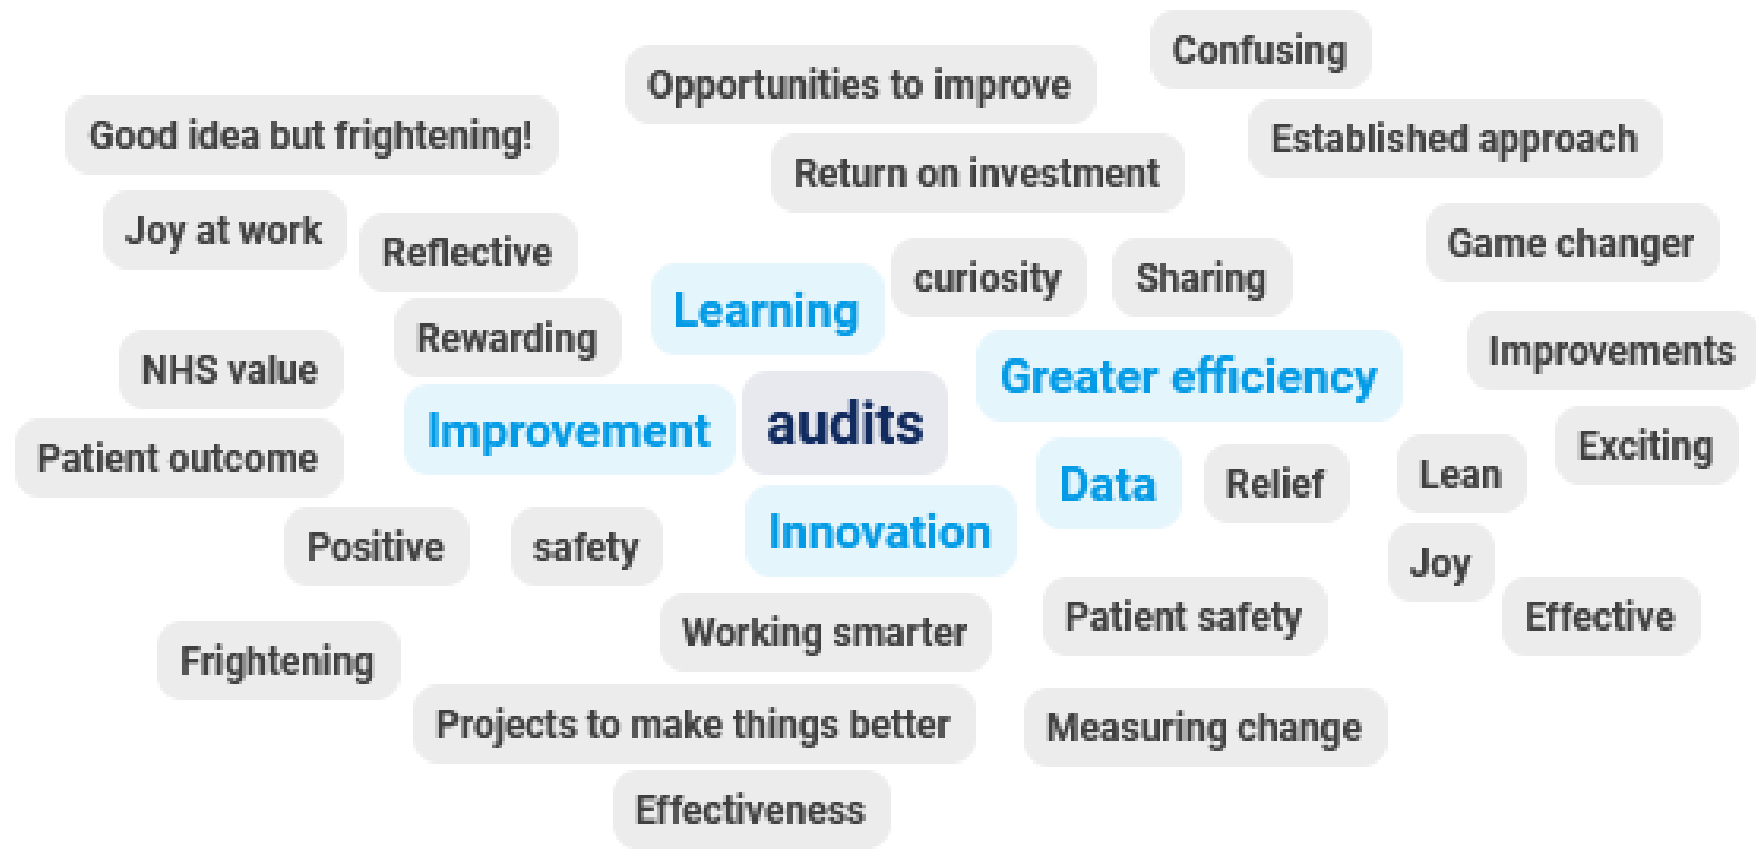 Confusing
Opportunities to improve
Good idea but frightening!
Established approach
Return on investment
Joy at work
Reflective
Game changer
curiosity
Sharing
Learning
Rewarding
Improvements
NHS value
Greater efficiency
Improvement
audits
Exciting
Patient outcome
Data
Relief
Lean
Innovation
Positive
safety
Joy
Patient safety
Effective
Working smarter
Frightening
Projects to make things better
Measuring change
Effectiveness